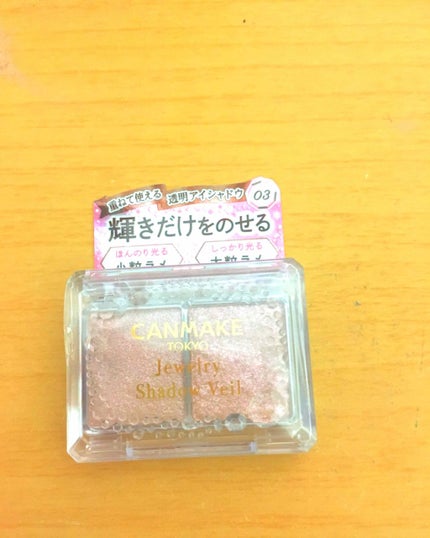 重ねて使える 透明アイシャドウ 03
輝きだけをのせる
ほんのり光る しっかり光る
小粒ラメ 大粒ラメ
CANMAKE
TOKYO
Jewelry
Shadow Veil